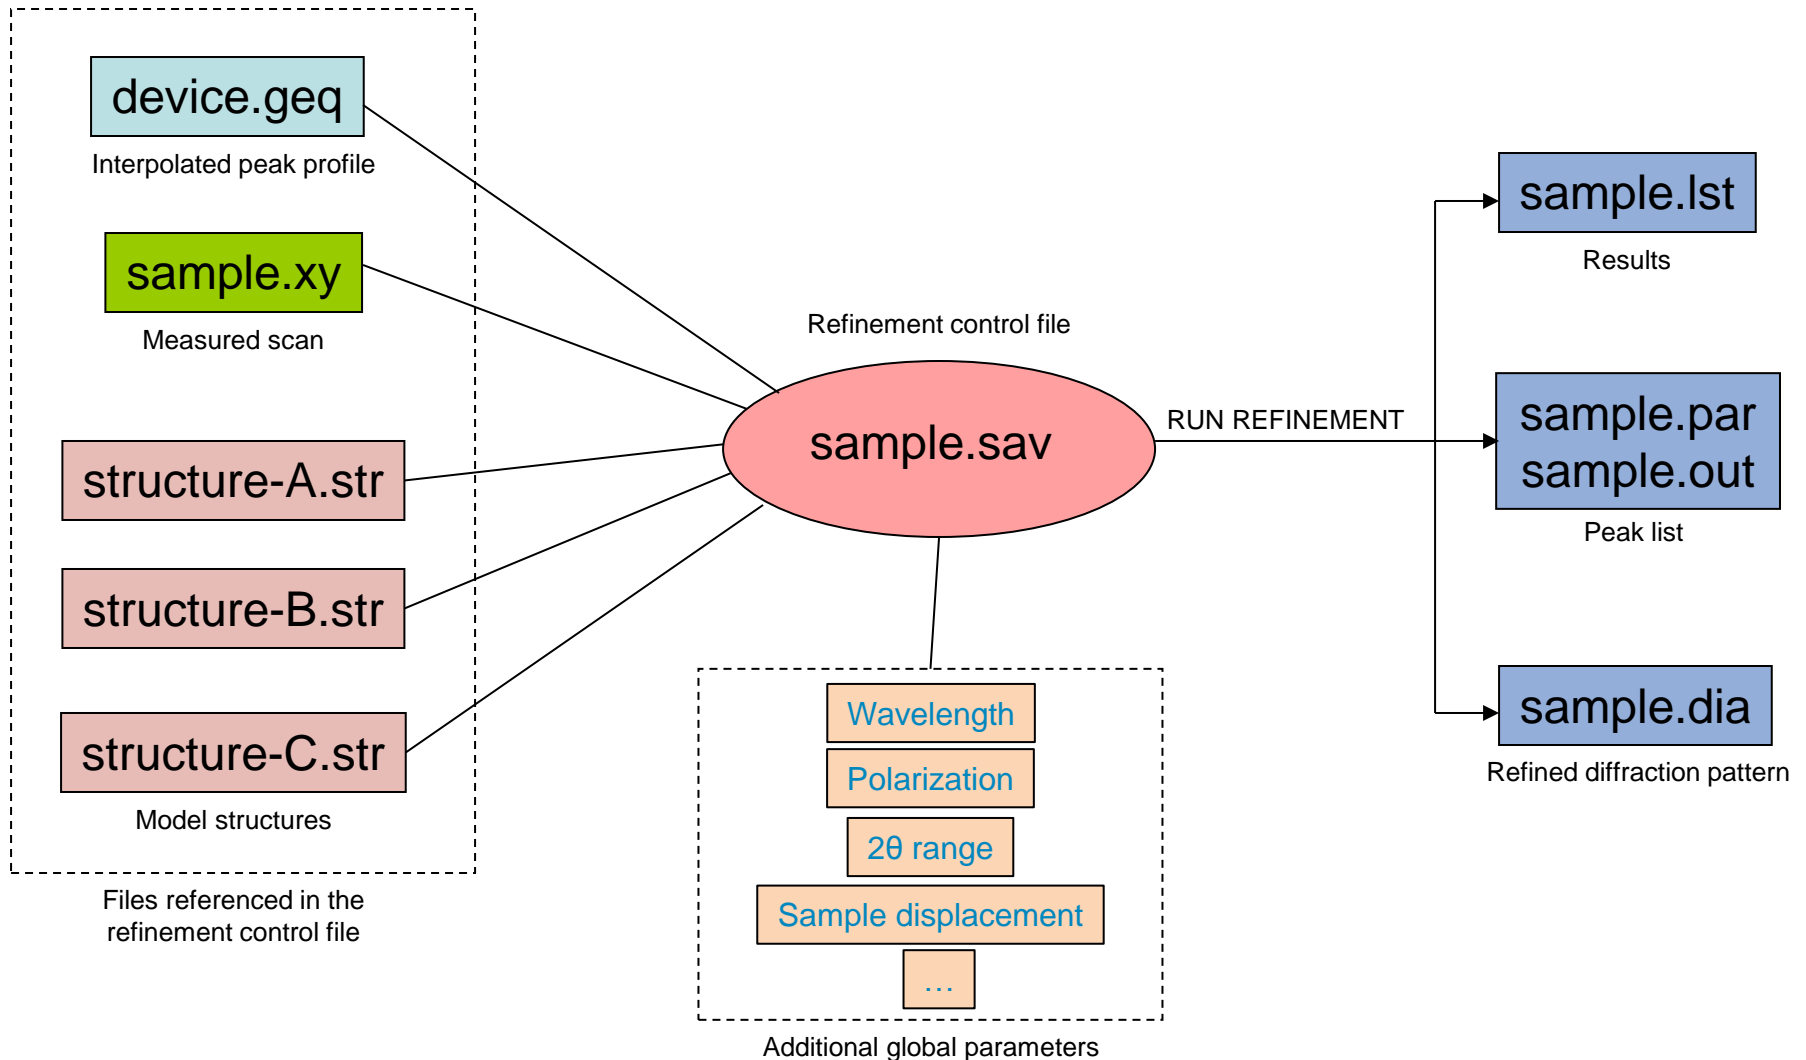 device.geq
Interpolated peak profile
sample.xy
Measured scan
structure-A.str
structure-B.str
structure-C.str
Model structures
Files referenced in the
refinement control file
Refinement control file
sample.sav
RUN REFINEMENT
Wavelength
Polarization
2θ range
Sample displacement
…
Additional global parameters
sample.lst
Results
sample.par
sample.out
Peak list
sample.dia
Refined diffraction pattern